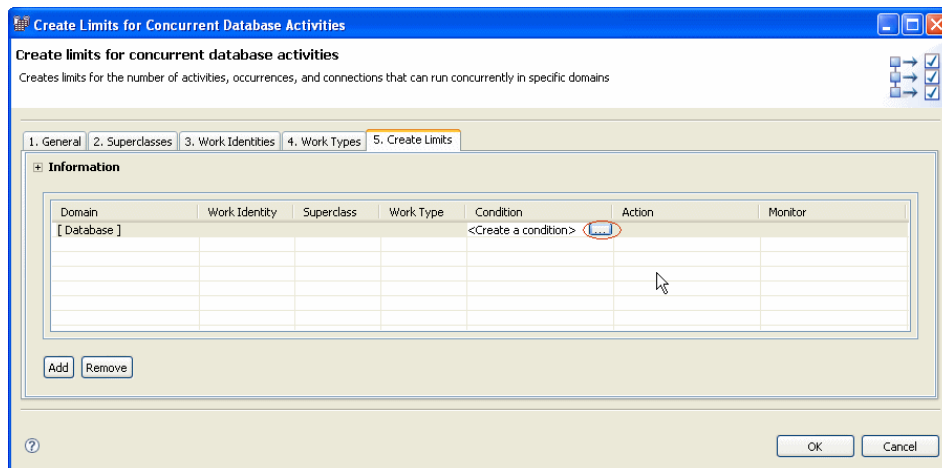 Create Limits for Concurrent Database Activities
Create limits for concurrent database activities
Creates limits for the number of activities, occurrences, and connections that can run concurrently in specific domains
1. General 2. Superclasses 3. Work Identities 4. Work Types 5. Create Limits
Information
Domain Work Identity Superclass Work Type Condition Action Monitor
[ Database ] <Create a condition> ...
Add Remove
? OK Cancel